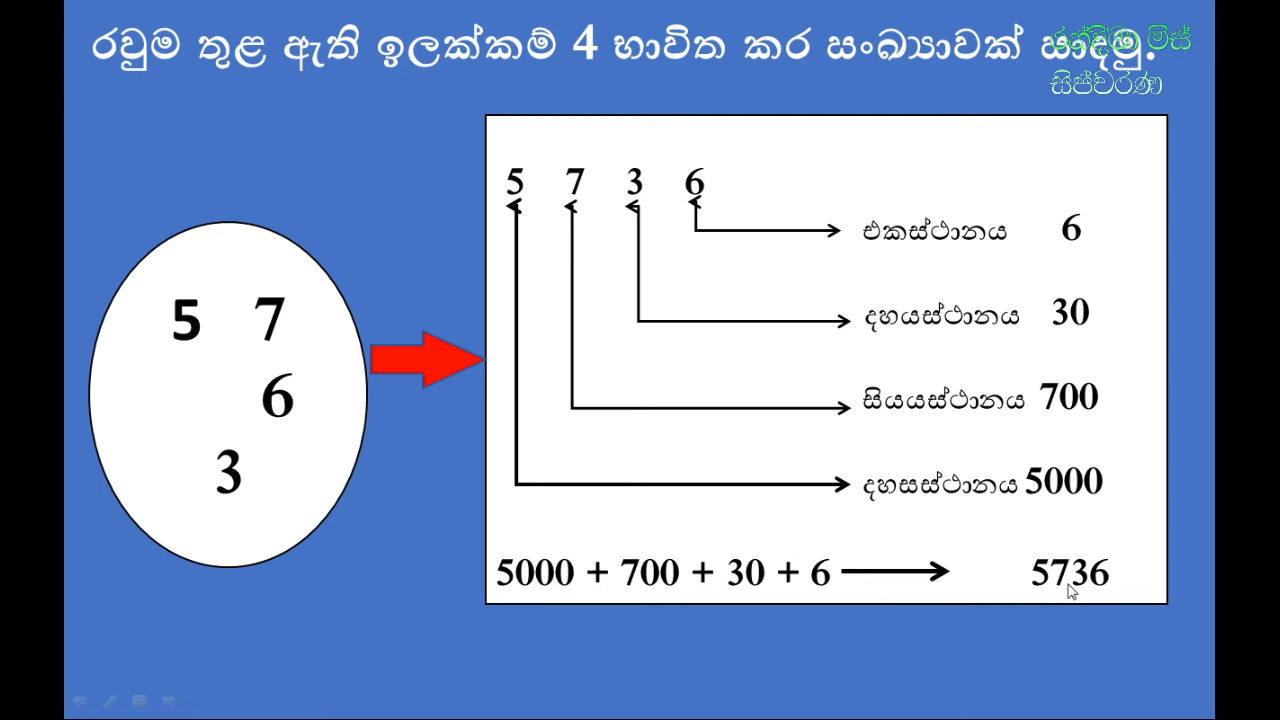 රවුම තුළ ඇති ඉලක්කම් 4 භාවිත කර සංඛ්‍යාවක් සාදමු.
මිස්
සිප්වරණ
5 7 3 6
එකස්ථානය 6
දහයස්ථානය 30
5 7
6
3
සියයස්ථානය 700
දහසස්ථානය 5000
5000 + 700 + 30 + 6 5736